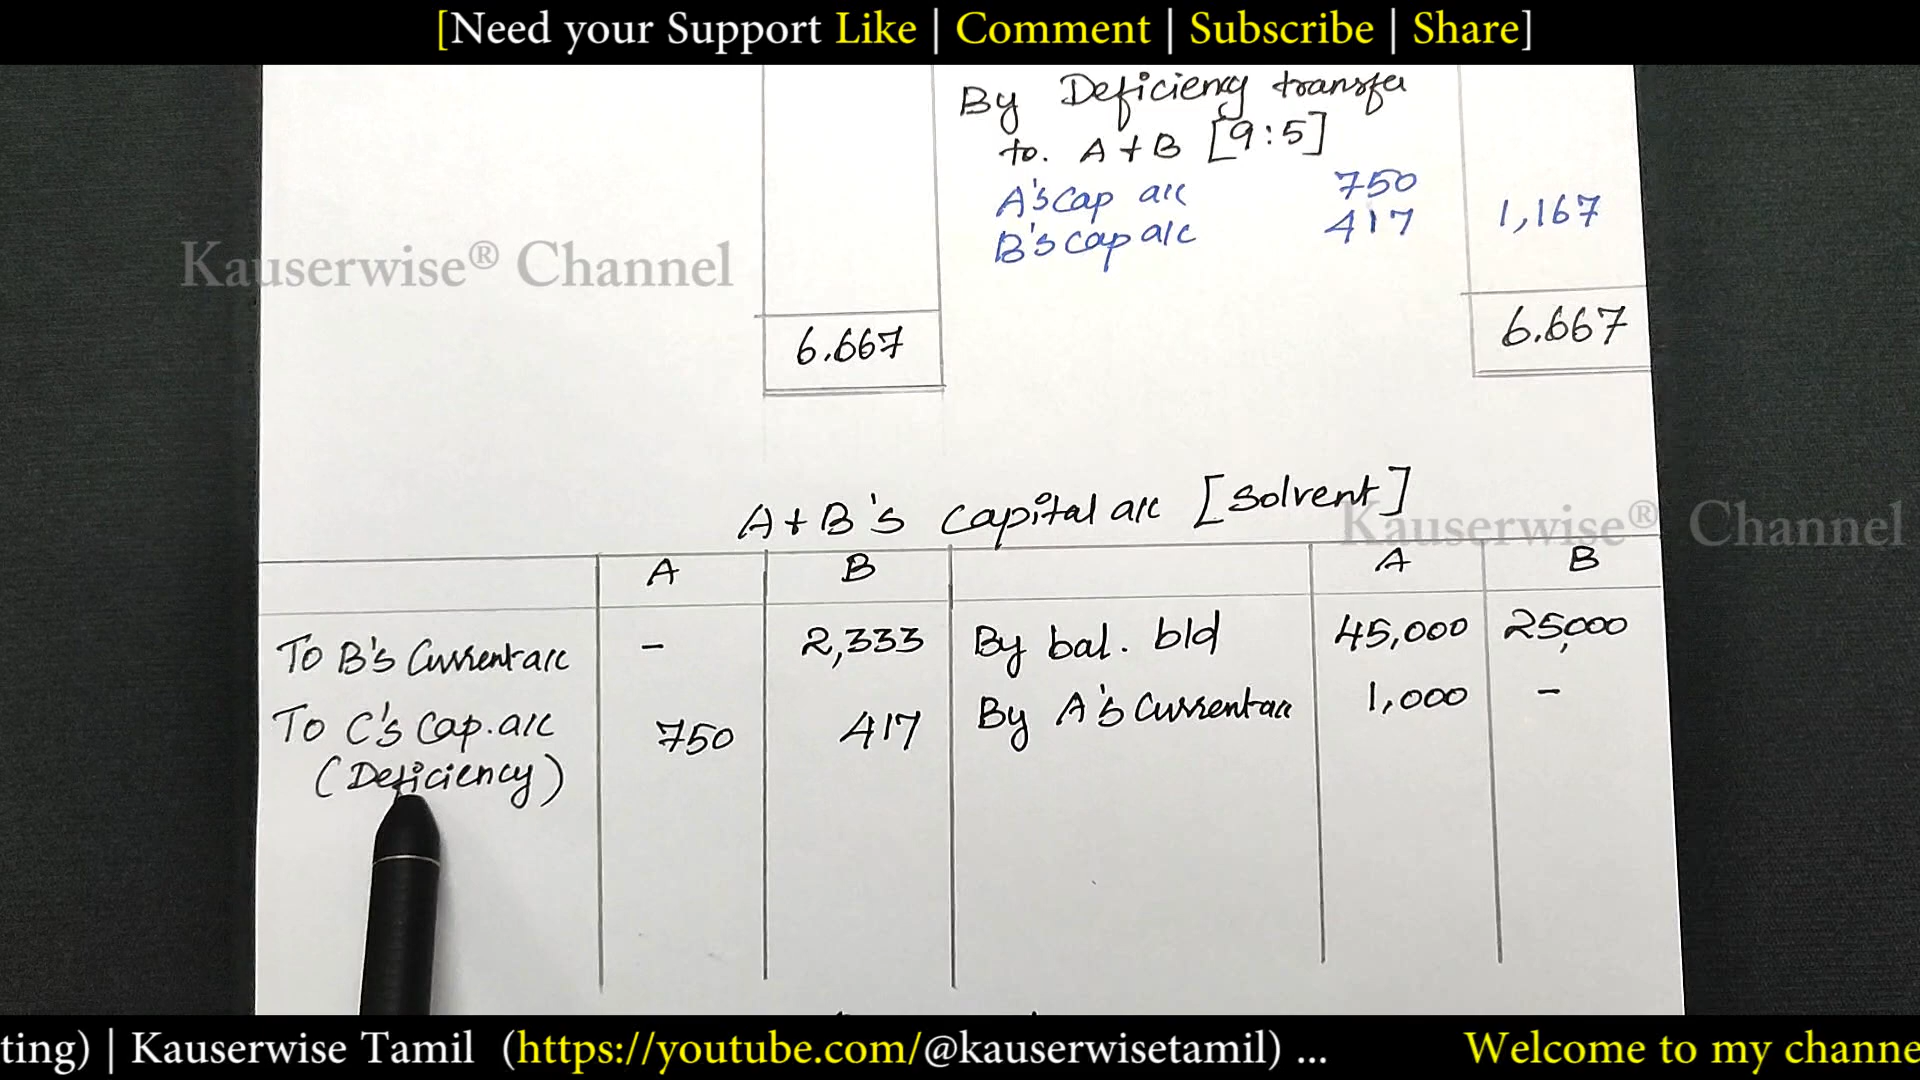 [Need your Support Like | Comment | Subscribe | Share]
By Deficiency transfer
to. A + B [9:5]
A's Cap a/c 750
B's Cap a/c 417 1,167
Kauserwise® Channel
6.667 6.667
A + B's Capital a/c [Solvent]
Kauserwise® Channel
A B A B
To B's Current a/c - 2,333 By bal. b/d 45,000 25,000
To C's Cap. a/c 750 417 By A's Current a/c 1,000 -
(Deficiency)
ting) | Kauserwise Tamil (https://youtube.com/@kauserwisetamil) ... Welcome to my channe